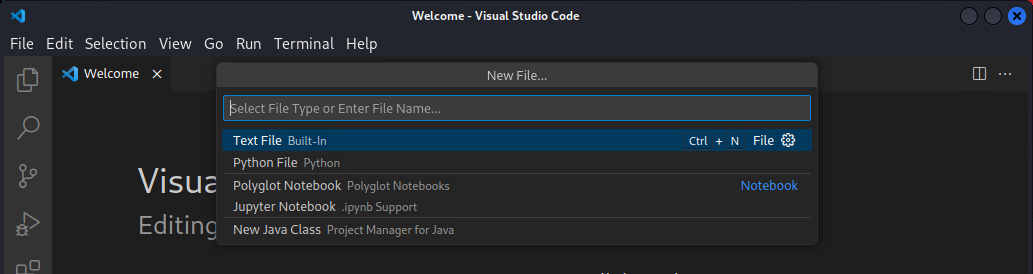 Welcome - Visual Studio Code
File Edit Selection View Go Run Terminal Help
Welcome
New File...
Select File Type or Enter File Name...
Text File Built-In Ctrl + N File
Python File Python
Polyglot Notebook Polyglot Notebooks Notebook
Jupyter Notebook .ipynb Support
New Java Class Project Manager for Java
Visua
Editing